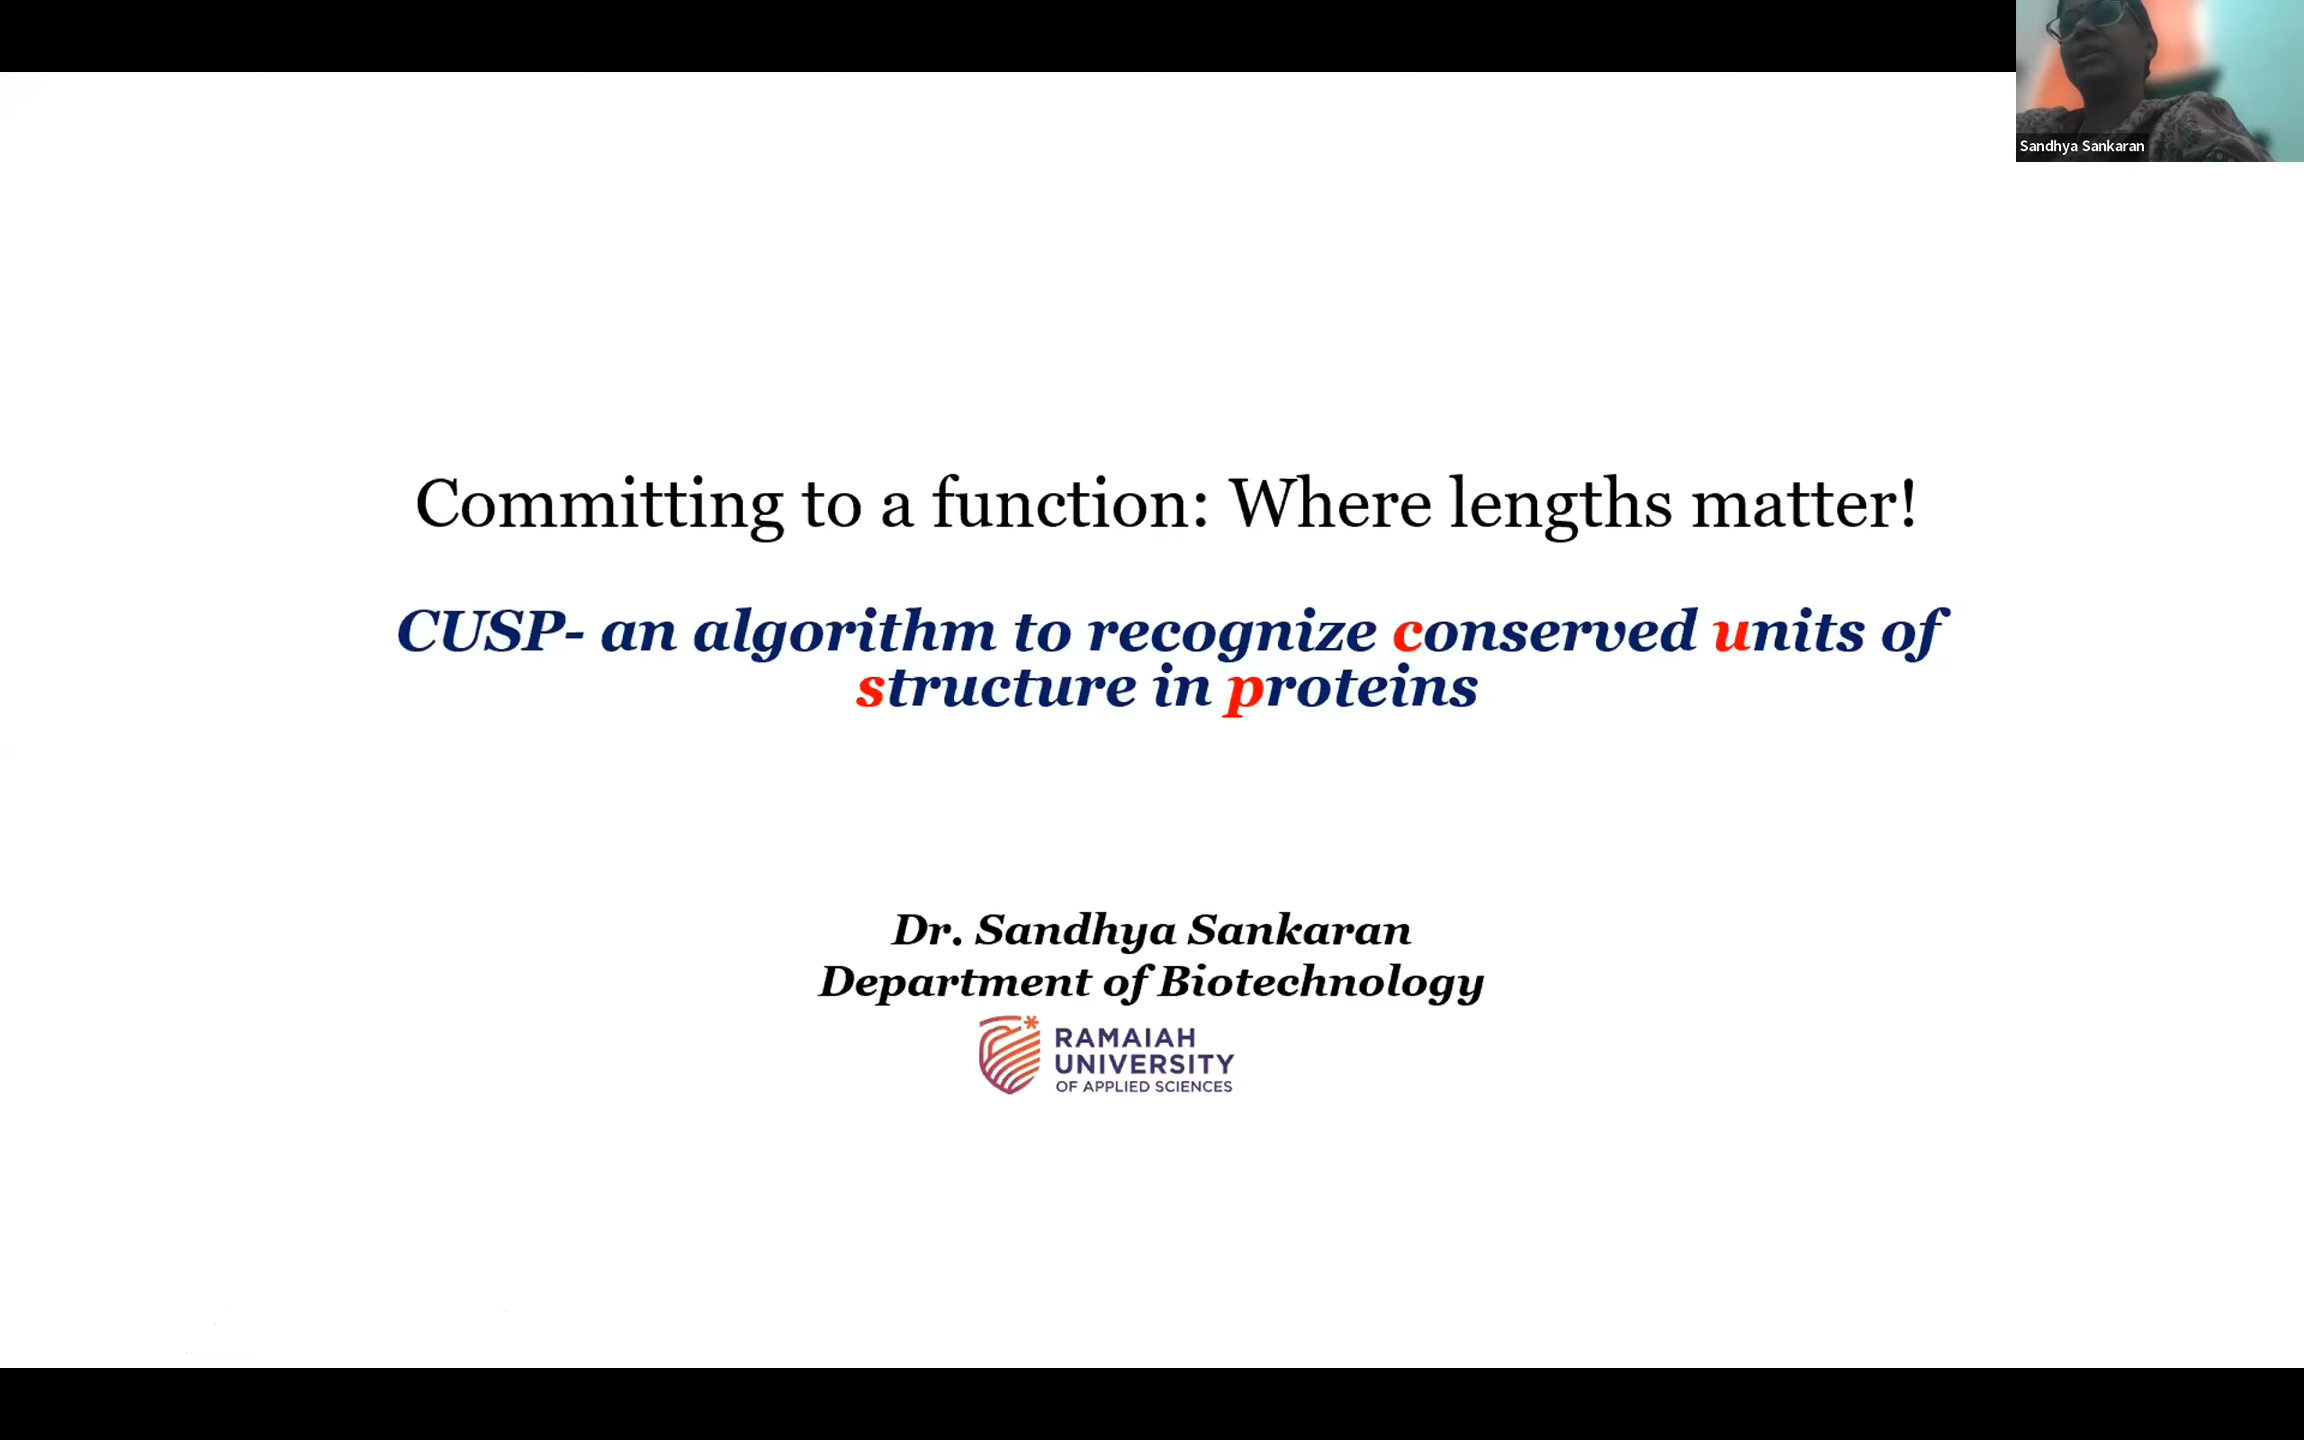 Sandhya Sankaran
Committing to a function: Where lengths matter!
CUSP- an algorithm to recognize conserved units of
structure in proteins
Dr. Sandhya Sankaran
Department of Biotechnology
RAMAIAH
UNIVERSITY
OF APPLIED SCIENCES